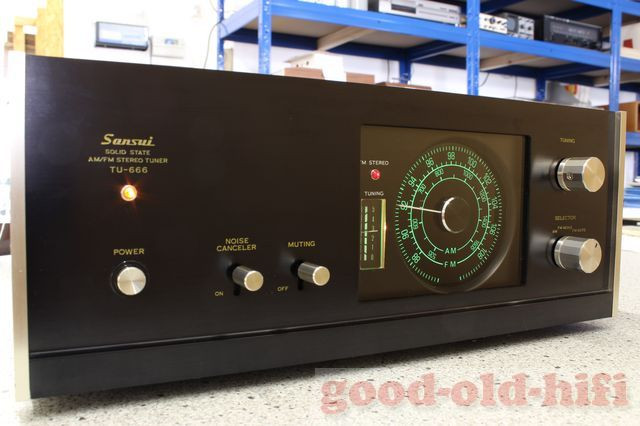 Sansui
SOLID STATE
AM/FM STEREO TUNER
TU-666
POWER
NOISE
CANCELER
ON
MUTING
OFF
FM STEREO
TUNING
AM
FM
TUNING
SELECTOR
good-old-hifi